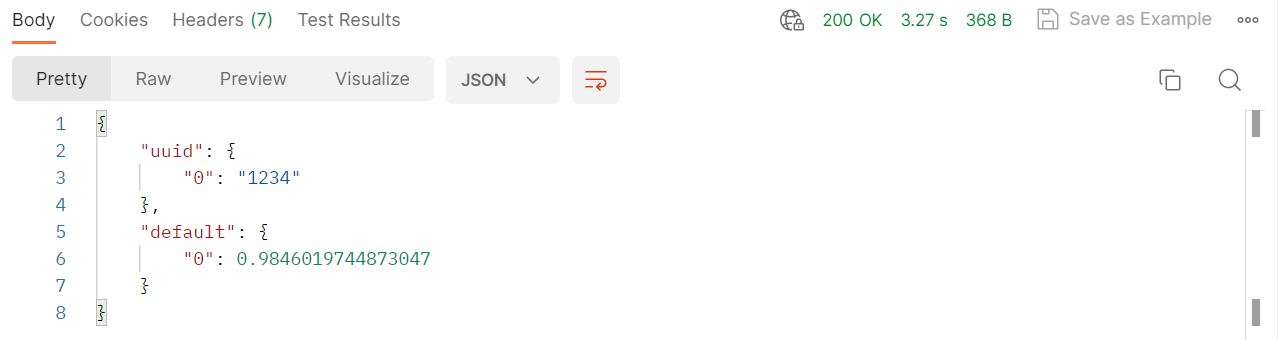 Body Cookies Headers (7) Test Results 200 OK 3.27 s 368 B Save as Example
Pretty Raw Preview Visualize JSON
1 {
2 "uuid": {
3 "0": "1234"
4 },
5 "default": {
6 "0": 0.9846019744873047
7 }
8 }